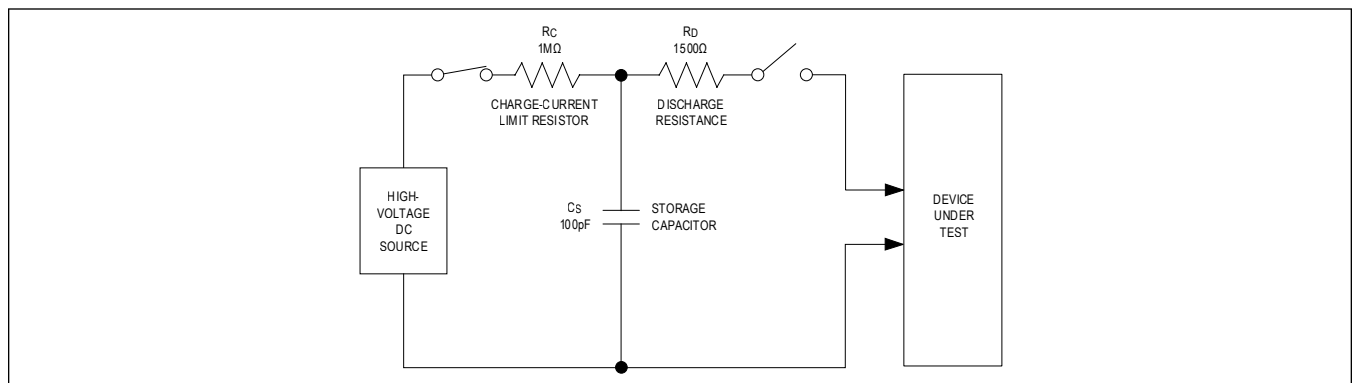 RC
1MΩ
CHARGE-CURRENT
LIMIT RESISTOR
RD
1500Ω
DISCHARGE
RESISTANCE
HIGH-
VOLTAGE
DC
SOURCE
CS
100pF
STORAGE
CAPACITOR
DEVICE
UNDER
TEST